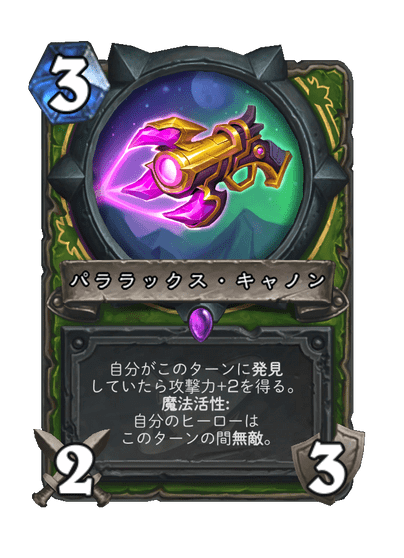 3
パララックス・キャノン
自分がこのターンに発見
していたら攻撃力+2を得る。
魔法活性:
自分のヒーローは
このターンの間無敵。
2
3